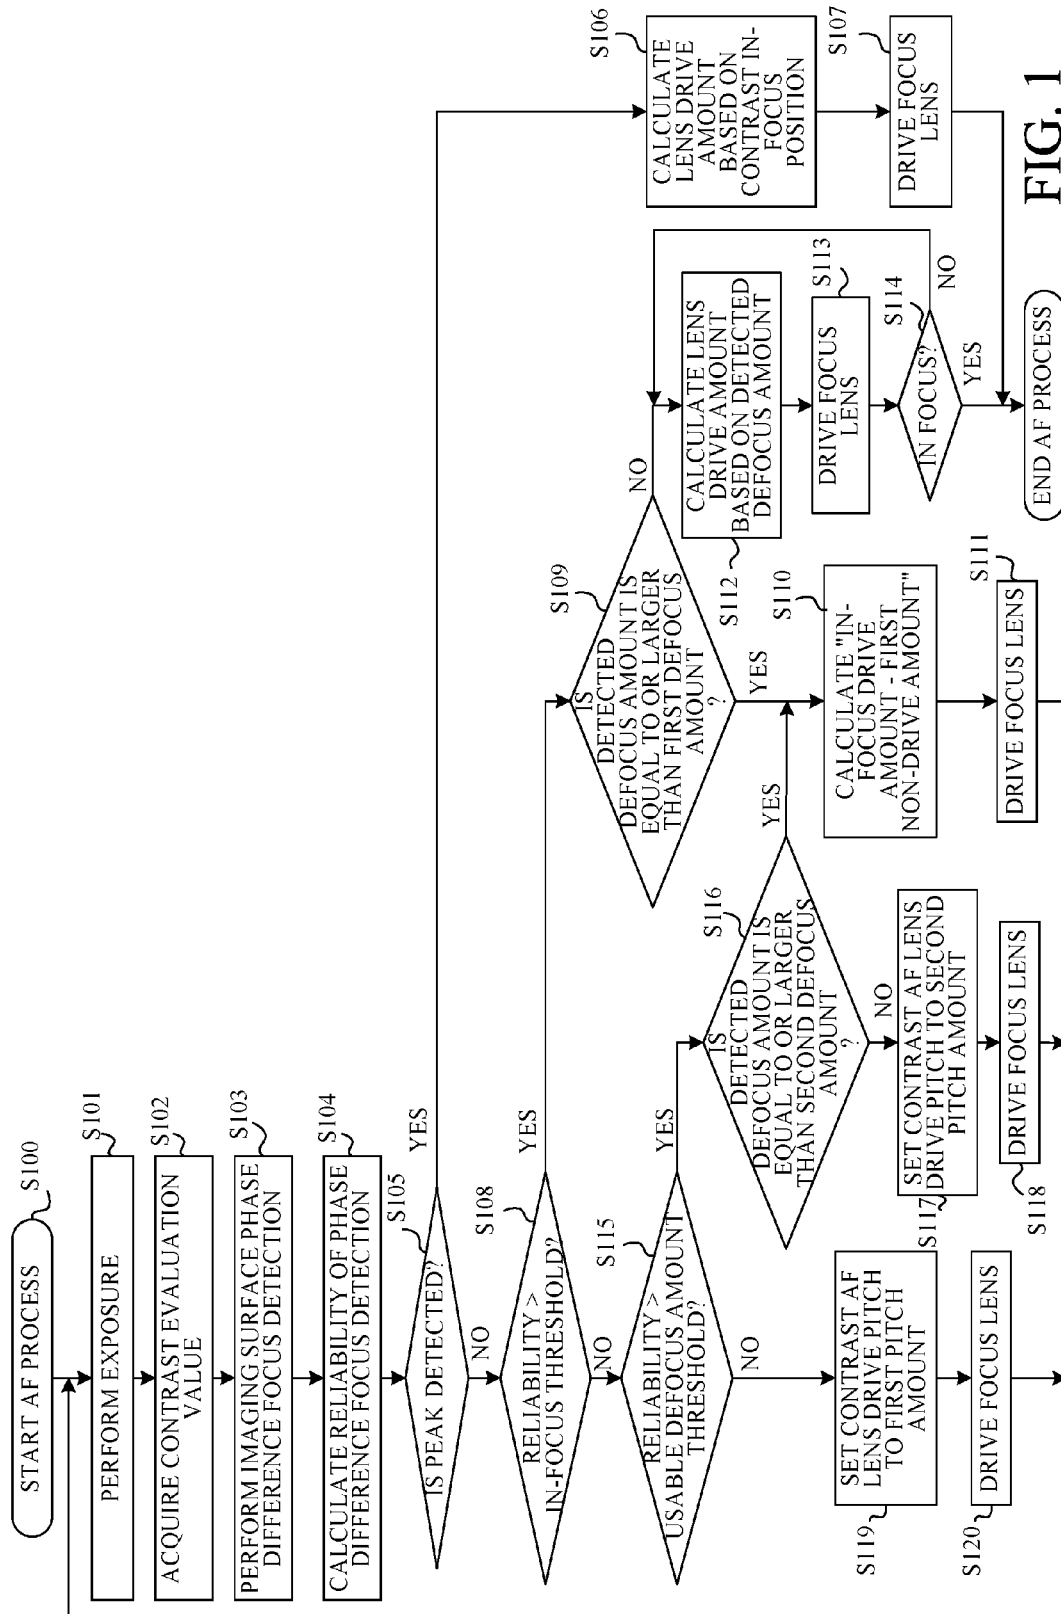 START AF PROCESS
S100
PERFORM EXPOSURE
S101
ACQUIRE CONTRAST EVALUATION
VALUE
S102
PERFORM IMAGING SURFACE PHASE
DIFFERENCE FOCUS DETECTION
S103
CALCULATE RELIABILITY OF PHASE
DIFFERENCE FOCUS DETECTION
S104
IS PEAK DETECTED?
S105
YES
NO
CALCULATE
LENS DRIVE
AMOUNT
BASED ON
CONTRAST IN-
FOCUS
POSITION
S106
DRIVE FOCUS
LENS
S107
RELIABILITY >
IN-FOCUS THRESHOLD?
S108
YES
NO
IS
DETECTED
DEFOCUS AMOUNT IS
EQUAL TO OR LARGER
THAN FIRST DEFOCUS
AMOUNT
?
S109
NO
YES
CALCULATE LENS
DRIVE AMOUNT
BASED ON DETECTED
DEFOCUS AMOUNT
S112
DRIVE FOCUS
LENS
S113
IN FOCUS?
S114
NO
YES
END AF PROCESS
CALCULATE "IN-
FOCUS DRIVE
AMOUNT - FIRST
NON-DRIVE AMOUNT"
S110
DRIVE FOCUS LENS
S111
RELIABILITY >
USABLE DEFOCUS AMOUNT
THRESHOLD?
S115
YES
NO
IS
DETECTED
DEFOCUS AMOUNT IS
EQUAL TO OR LARGER
THAN SECOND DEFOCUS
AMOUNT
?
S116
YES
NO
SET CONTRAST AF LENS
DRIVE PITCH TO SECOND
PITCH AMOUNT
S117
DRIVE FOCUS LENS
S118
SET CONTRAST AF
LENS DRIVE PITCH
TO FIRST PITCH
AMOUNT
S119
DRIVE FOCUS LENS
S120
FIG. 1